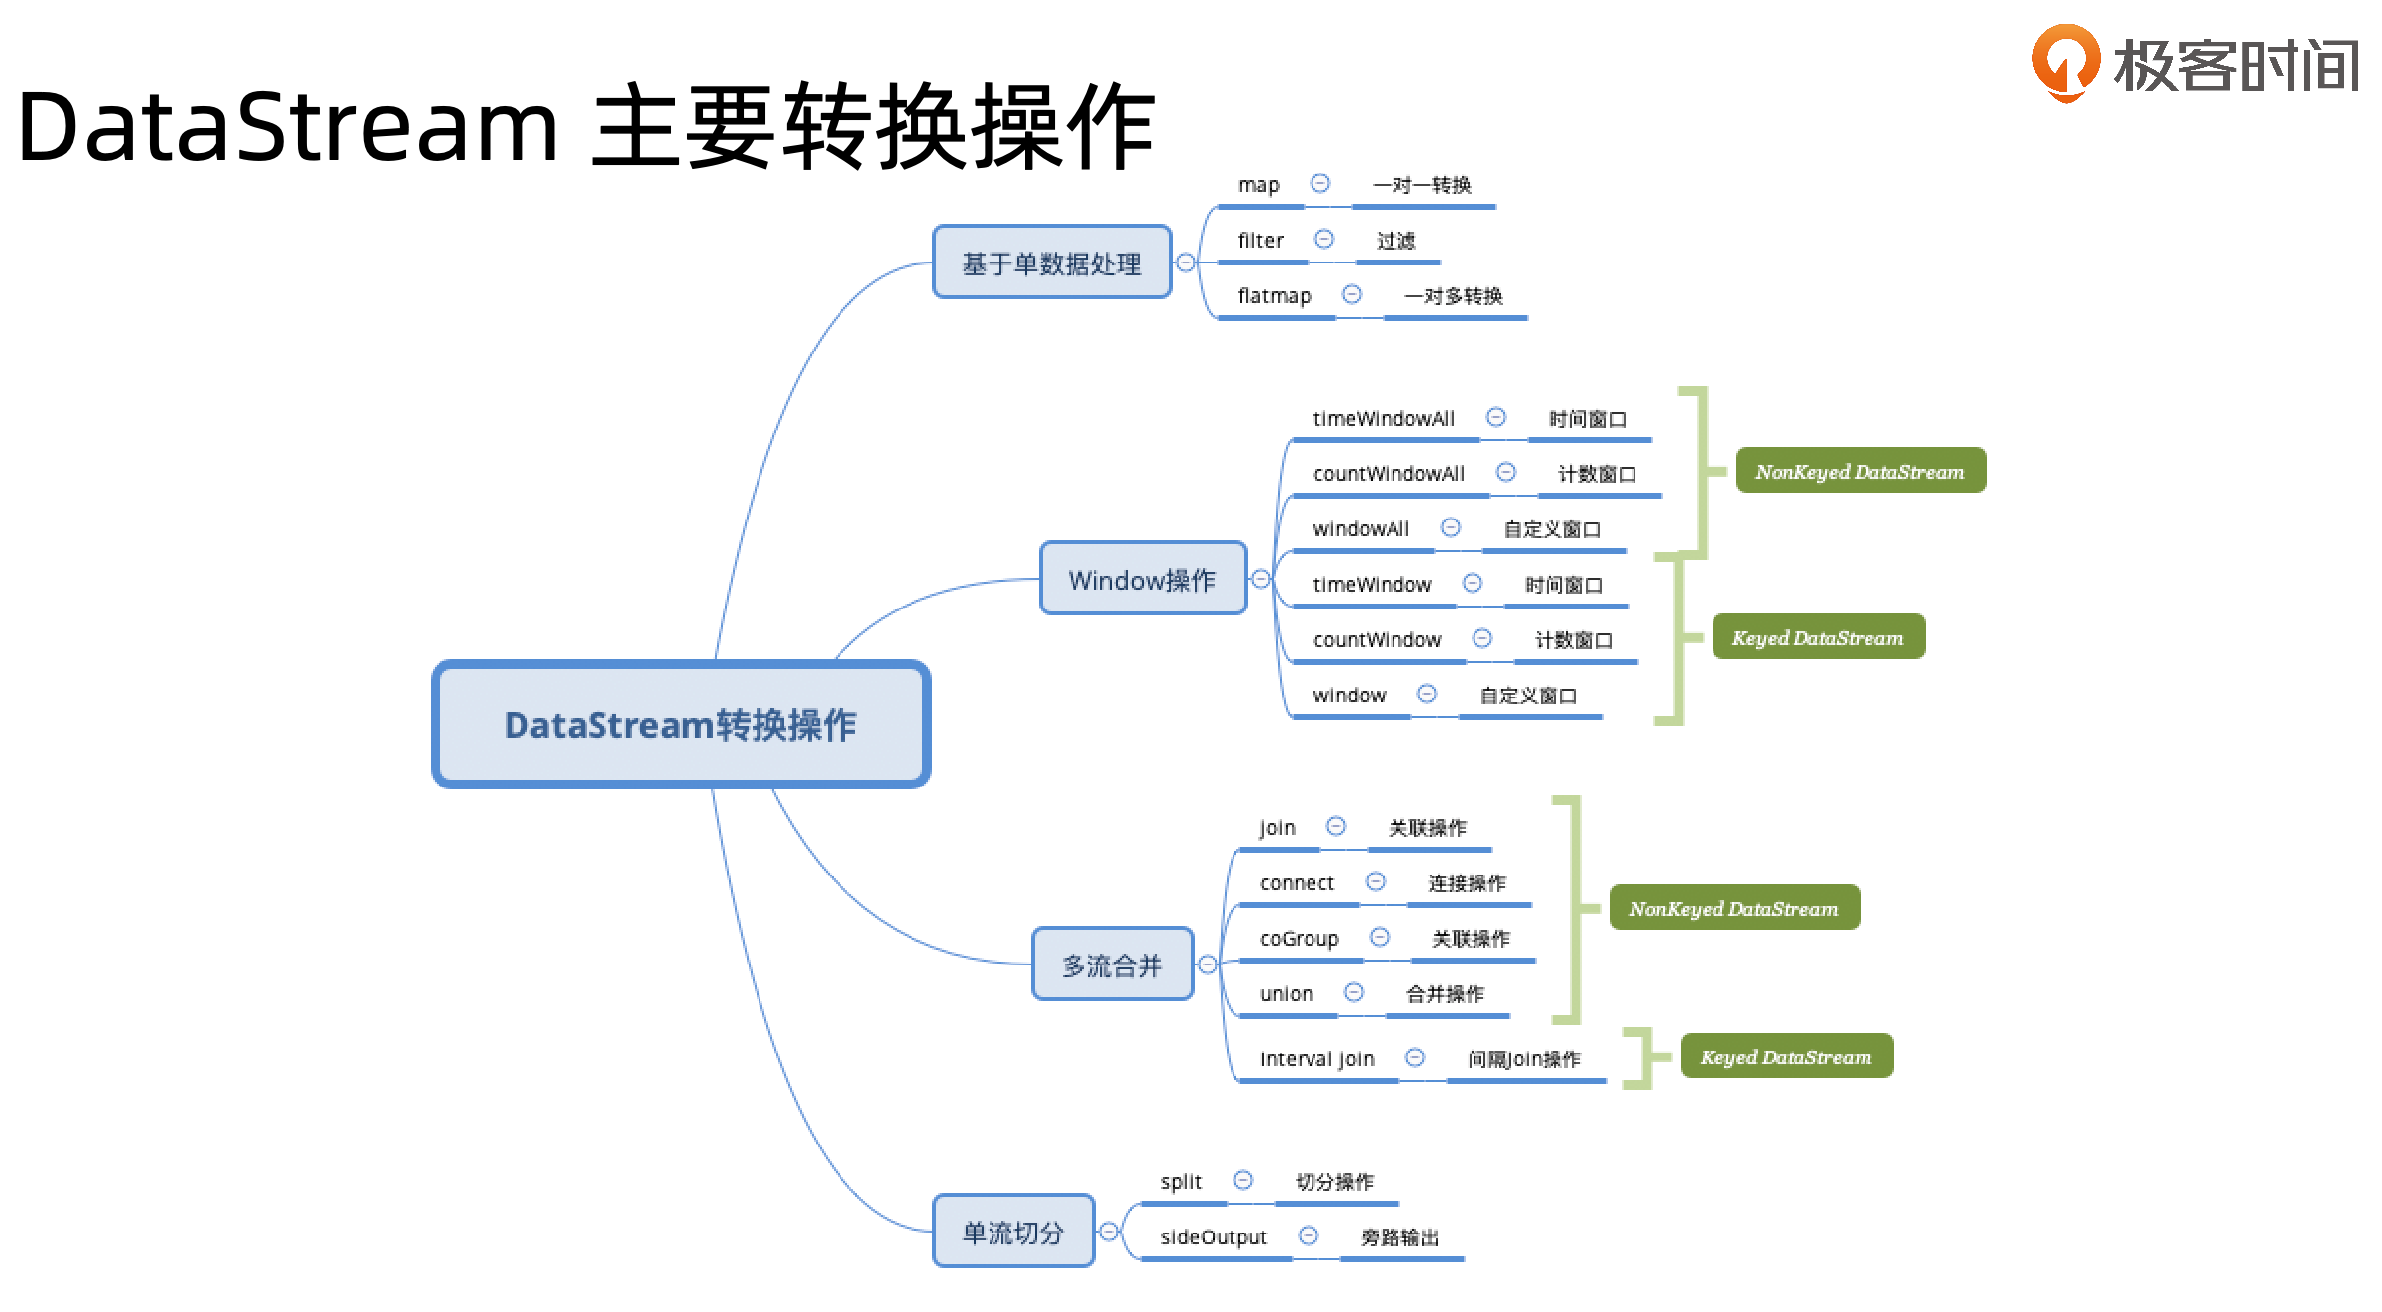 极客时间
DataStream 主要转换操作
DataStream转换操作
基于单数据处理
map 一对一转换
filter 过滤
flatmap 一对多转换
Window操作
timeWindowAll 时间窗口
countWindowAll 计数窗口
windowAll 自定义窗口
NonKeyed DataStream
timeWindow 时间窗口
countWindow 计数窗口
window 自定义窗口
Keyed DataStream
多流合并
join 关联操作
connect 连接操作
coGroup 关联操作
union 合并操作
NonKeyed DataStream
Interval join 间隔Join操作
Keyed DataStream
单流切分
split 切分操作
sideOutput 旁路输出